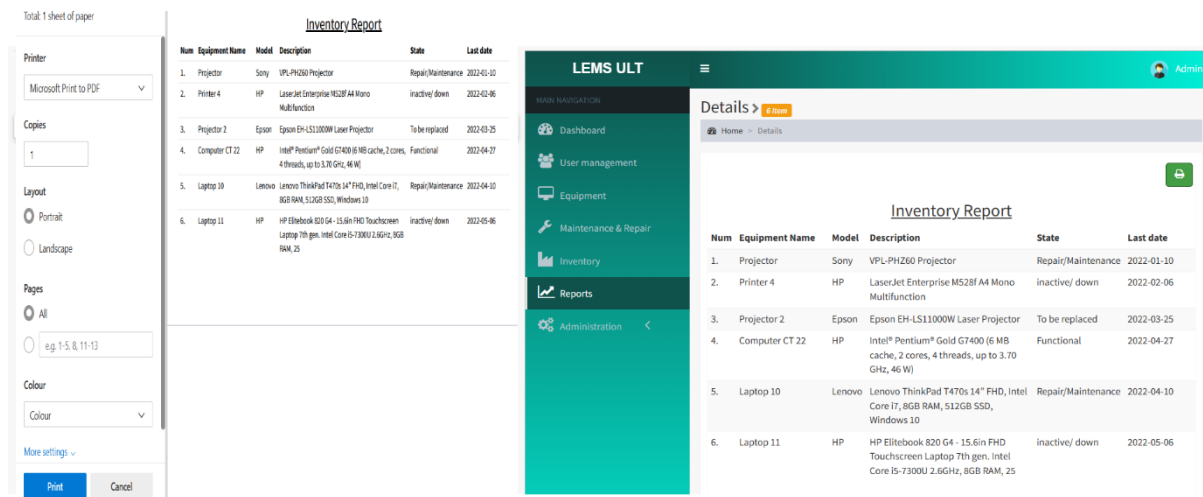 Total: 1 sheet of paper
Printer
Microsoft Print to PDF
Copies
1
Layout
Portrait
Landscape
Pages
All
e.g. 1-5, 8, 11-13
Colour
Colour
More settings
Print Cancel
Inventory Report
Num Equipment Name Model Description State Last date
1. Projector Sony VPL-PHZ60 Projector Repair/Maintenance 2022-01-10
2. Printer 4 HP LaserJet Enterprise M528f A4 Mono inactive/ down 2022-02-06
Multifunction
3. Projector 2 Epson Epson EH-LS11000W Laser Projector To be replaced 2022-03-25
4. Computer CT 22 HP Intel® Pentium® Gold G7400 (6 MB cache, 2 cores, Functional 2022-04-27
4 threads, up to 3.70 GHz, 46 W)
5. Laptop 10 Lenovo Lenovo ThinkPad T470s 14" FHD, Intel Core i7, Repair/Maintenance 2022-04-10
8GB RAM, 512GB SSD, Windows 10
6. Laptop 11 HP HP Elitebook 820 G4 - 15.6in FHD Touchscreen inactive/ down 2022-05-06
Laptop 7th gen. Intel Core i5-7300U 2.6GHz, 8GB
RAM, 25
LEMS ULT
Admin
MAIN NAVIGATION
Dashboard
User management
Equipment
Maintenance & Repair
Inventory
Reports
Administration
Details > 6 Item
Home > Details
Inventory Report
Num Equipment Name Model Description State Last date
1. Projector Sony VPL-PHZ60 Projector Repair/Maintenance 2022-01-10
2. Printer 4 HP LaserJet Enterprise M528f A4 Mono inactive/ down 2022-02-06
Multifunction
3. Projector 2 Epson Epson EH-LS11000W Laser Projector To be replaced 2022-03-25
4. Computer CT 22 HP Intel® Pentium® Gold G7400 (6 MB Functional 2022-04-27
cache, 2 cores, 4 threads, up to 3.70
GHz, 46 W)
5. Laptop 10 Lenovo Lenovo ThinkPad T470s 14" FHD, Intel Repair/Maintenance 2022-04-10
Core i7, 8GB RAM, 512GB SSD,
Windows 10
6. Laptop 11 HP HP Elitebook 820 G4 - 15.6in FHD inactive/ down 2022-05-06
Touchscreen Laptop 7th gen. Intel
Core i5-7300U 2.6GHz, 8GB RAM, 25